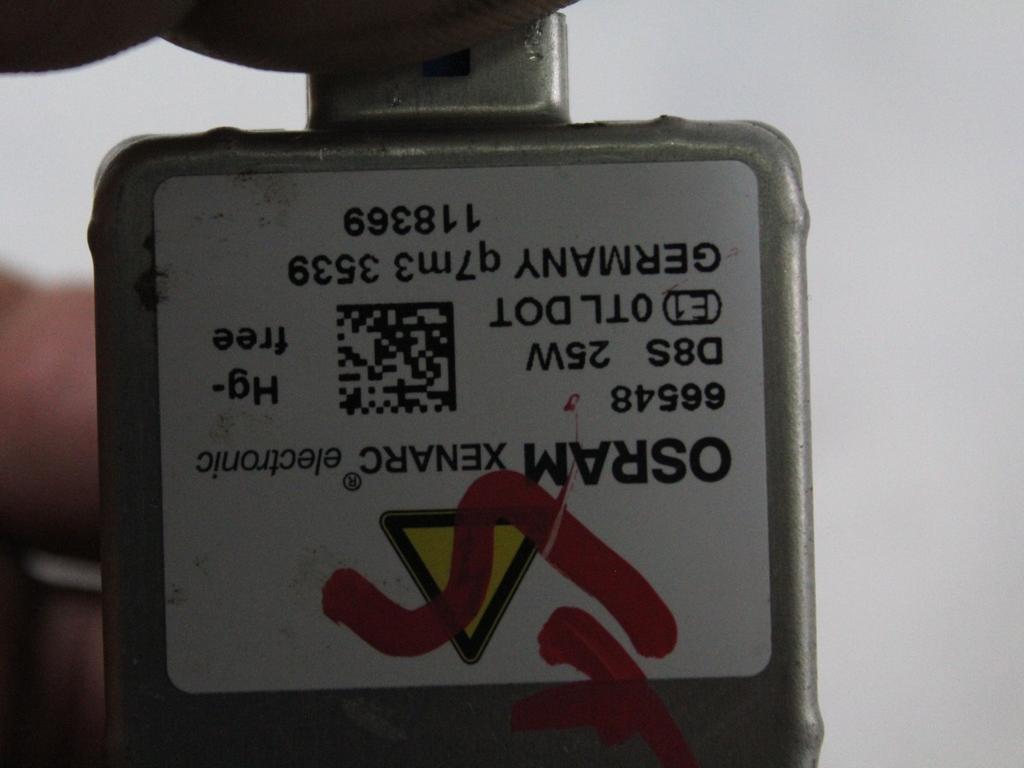 OSRAM XENARC® electronic
66548
D8S 25W
Hg-
free
E1 0TL DOT
GERMANY q7m3 3539
118369